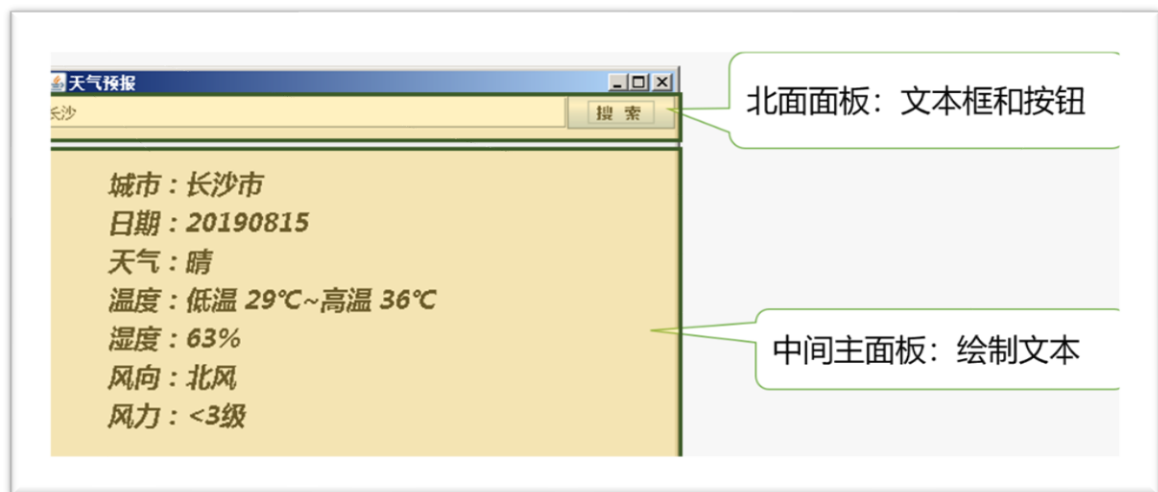 天气预报
长沙
搜 索
北面面板：文本框和按钮
城市：长沙市
日期：20190815
天气：晴
温度：低温 29℃~高温 36℃
湿度：63%
风向：北风
风力：<3级
中间主面板：绘制文本